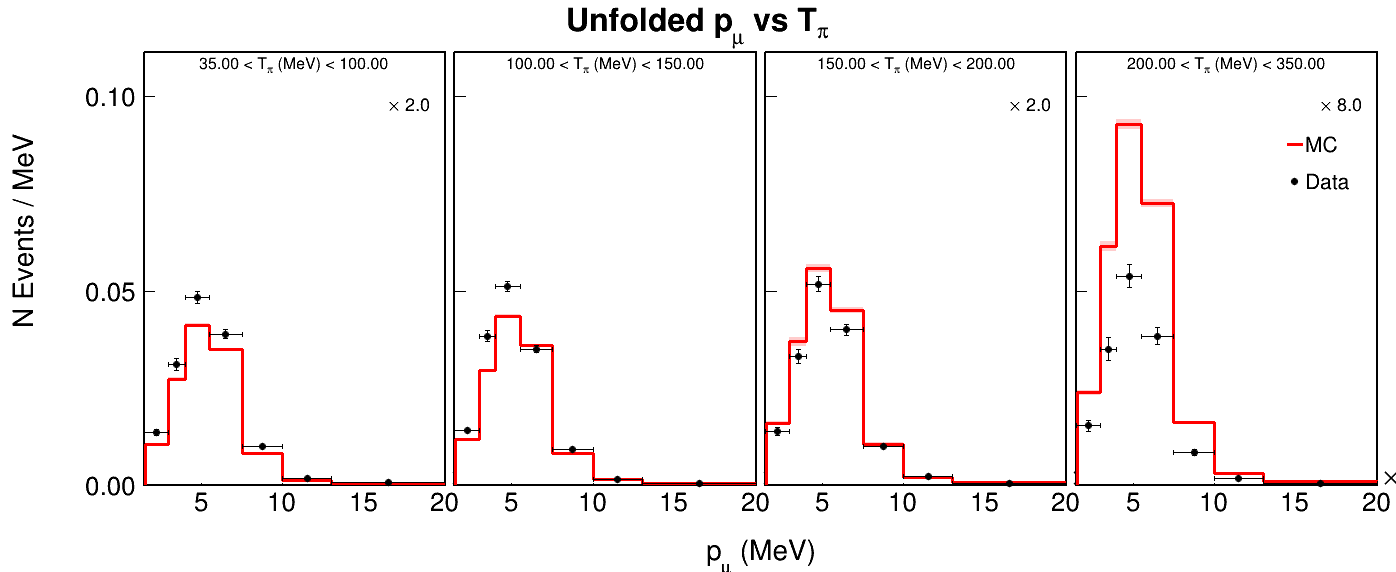 Unfolded pμ vs Tπ
35.00 < Tπ (MeV) < 100.00
100.00 < Tπ (MeV) < 150.00
150.00 < Tπ (MeV) < 200.00
200.00 < Tπ (MeV) < 350.00
× 2.0
× 2.0
× 8.0
MC
Data
N Events / MeV
0.10
0.05
0.00
5 10 15 20
5 10 15 20
5 10 15 20
5 10 15 20
×
pμ (MeV)